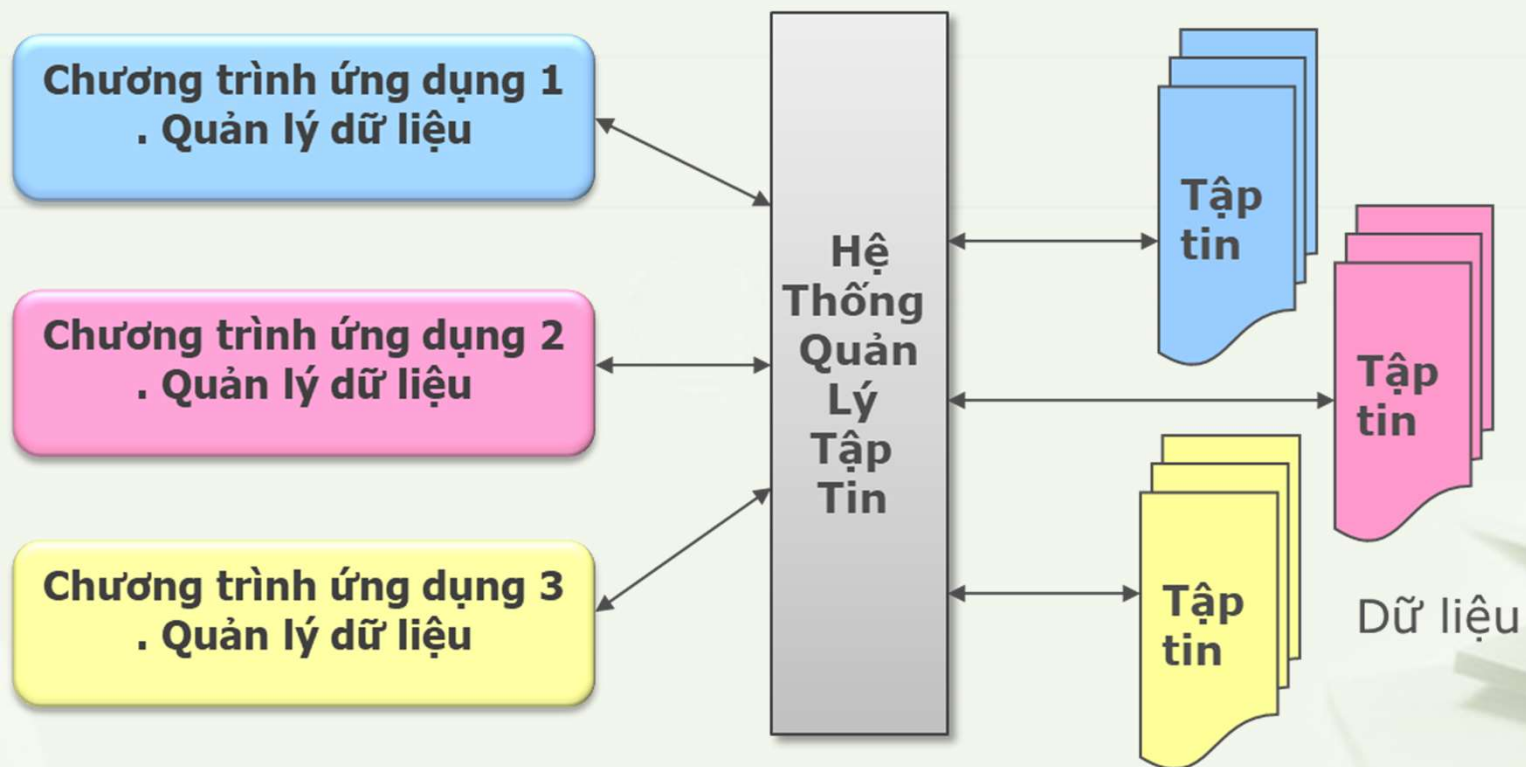 Chương trình ứng dụng 1
. Quản lý dữ liệu
Chương trình ứng dụng 2
. Quản lý dữ liệu
Chương trình ứng dụng 3
. Quản lý dữ liệu
Hệ
Thống
Quản
Lý
Tập
Tin
Tập
tin
Tập
tin
Tập
tin
Dữ liệu